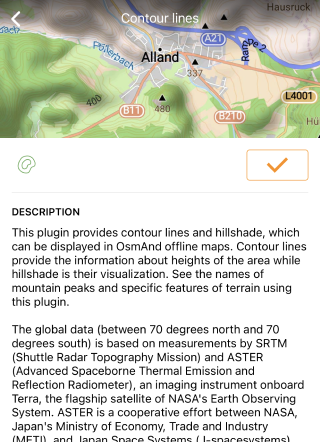 Contour lines
Hausruck
A21
Pöllerbach
Alland
337
400
480
L4001
B11
B210
Hü
DESCRIPTION
This plugin provides contour lines and hillshade, which
can be displayed in OsmAnd offline maps. Contour lines
provide the information about heights of the area while
hillshade is their visualization. See the names of
mountain peaks and specific features of terrain using
this plugin.
The global data (between 70 degrees north and 70
degrees south) is based on measurements by SRTM
(Shuttle Radar Topography Mission) and ASTER
(Advanced Spaceborne Thermal Emission and
Reflection Radiometer), an imaging instrument onboard
Terra, the flagship satellite of NASA's Earth Observing
System. ASTER is a cooperative effort between NASA,
Japan's Ministry of Economy, Trade and Industry
(METI), and Japan Space Systems (J-spacesystems).